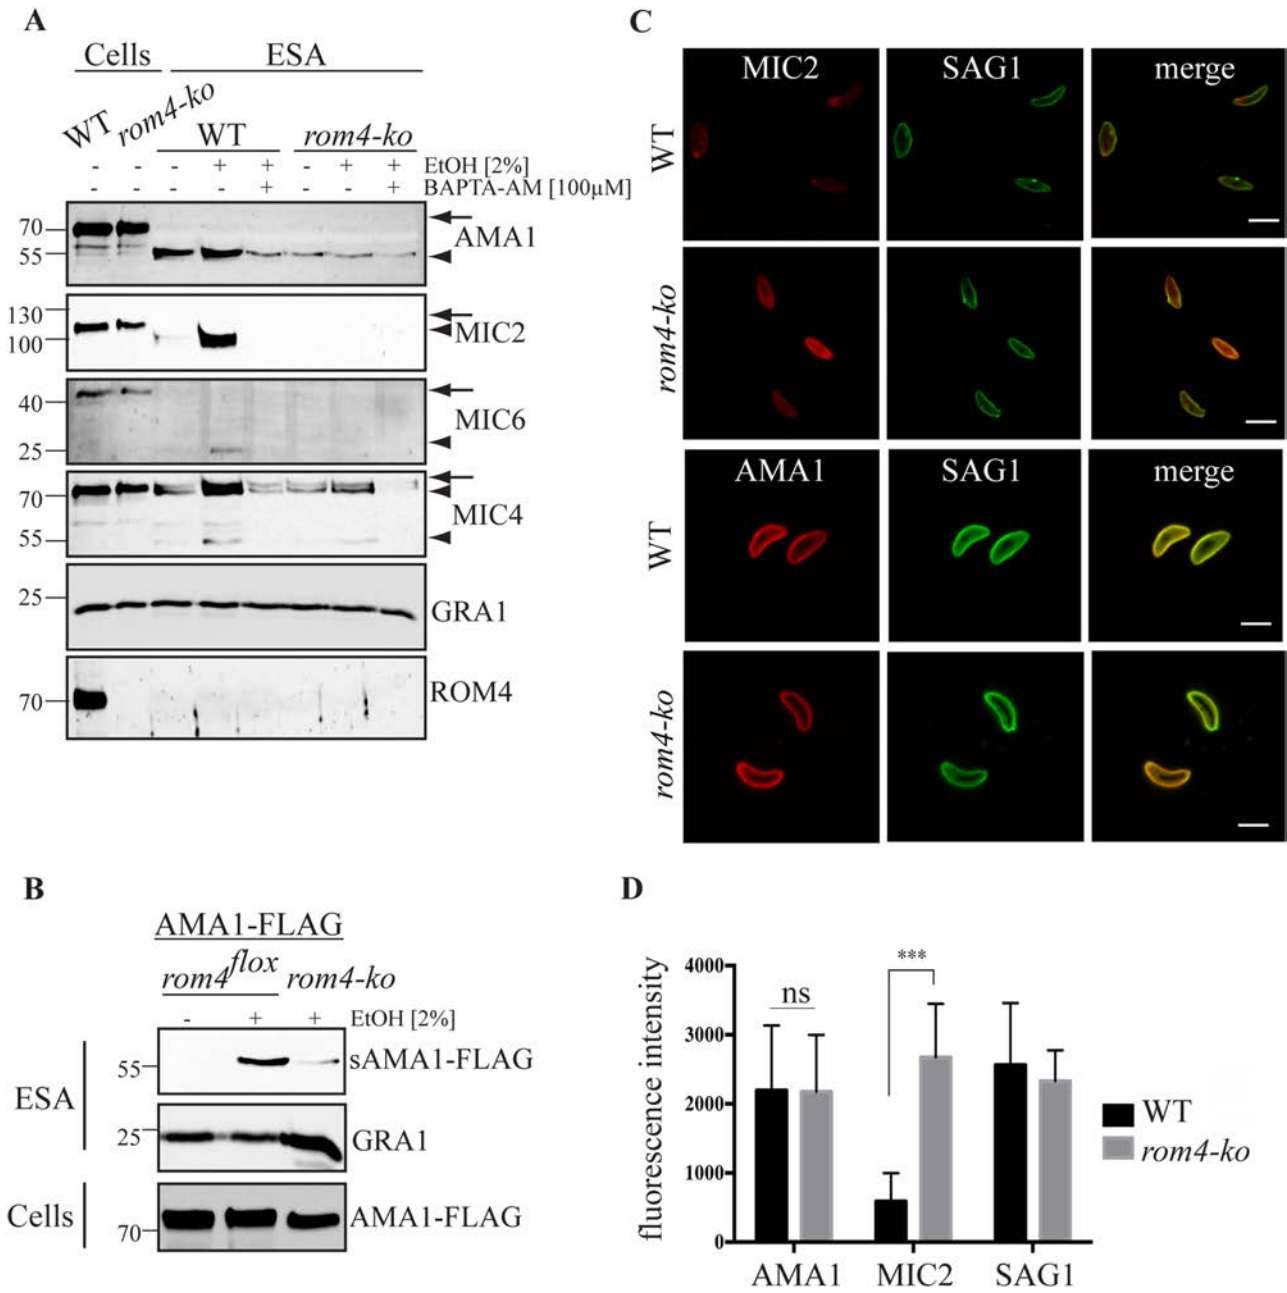 A
Cells ESA
WT rom4-ko WT rom4-ko
- - - + + - + + EtOH [2%]
- - - - + - - + BAPTA-AM [100µM]
70
55
AMA1
130
100
MIC2
40
25
MIC6
70
55
MIC4
25
GRA1
70
ROM4
B
AMA1-FLAG
rom4flox rom4-ko
- + + EtOH [2%]
ESA
55
sAMA1-FLAG
25
GRA1
Cells
70
AMA1-FLAG
C
MIC2 SAG1 merge
WT
rom4-ko
AMA1 SAG1 merge
WT
rom4-ko
D
fluorescence intensity
4000
3000
2000
1000
0
ns
***
AMA1 MIC2 SAG1
WT
rom4-ko